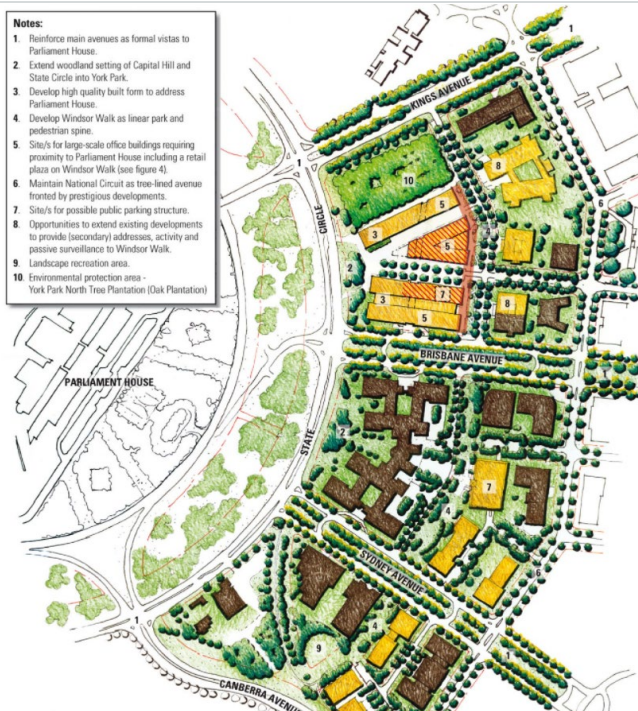 Notes:
1. Reinforce main avenues as formal vistas to
Parliament House.
2. Extend woodland setting of Capital Hill and
State Circle into York Park.
3. Develop high quality built form to address
Parliament House.
4. Develop Windsor Walk as linear park and
pedestrian spine.
5. Site/s for large-scale office buildings requiring
proximity to Parliament House including a retail
plaza on Windsor Walk (see figure 4).
6. Maintain National Circuit as tree-lined avenue
fronted by prestigious developments.
7. Site/s for possible public parking structure.
8. Opportunities to extend existing developments
to provide (secondary) addresses, activity and
passive surveillance to Windsor Walk.
9. Landscape recreation area.
10. Environmental protection area -
York Park North Tree Plantation (Oak Plantation)
1
KINGS AVENUE
1
8
10
5
6
CIRCLE
3
5
2
7
3
8
5
BRISBANE AVENUE
1
PARLIAMENT HOUSE
STATE
2
7
4
SYDNEY AVENUE
6
1
4
9
1
CANBERRA AVENUE